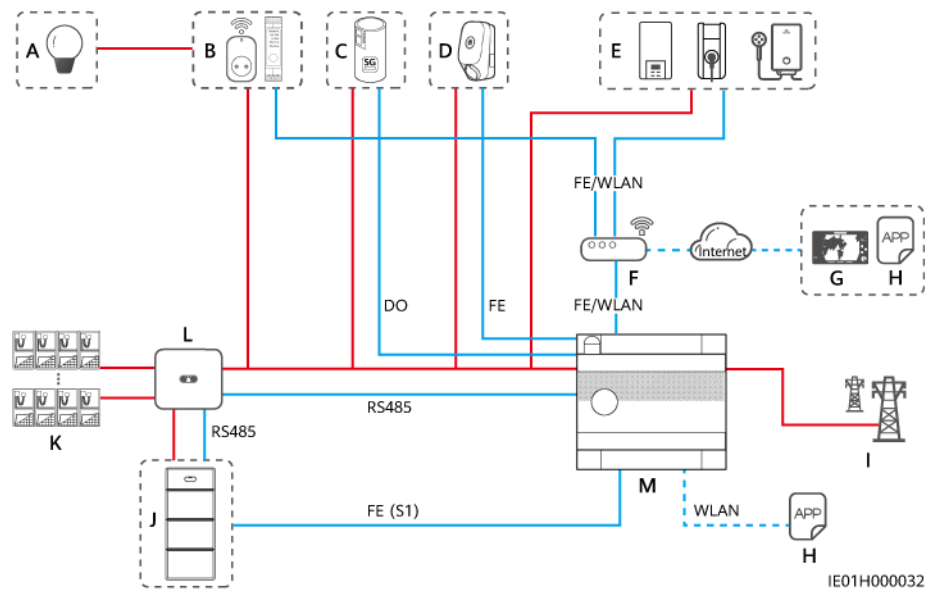 A
B
C
SG
D
E
FE/WLAN
Internet
APP
F
G
H
FE/WLAN
DO
FE
L
RS485
K
RS485
I
M
J
FE (S1)
WLAN
APP
H
IE01H000032